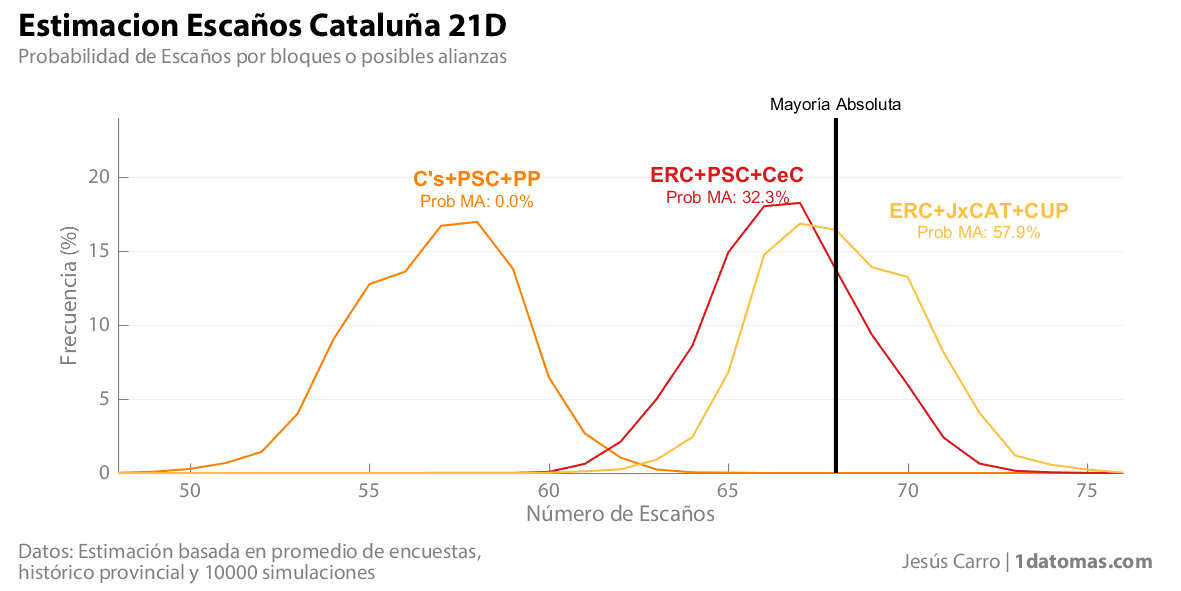 Estimacion Escaños Cataluña 21D
Probabilidad de Escaños por bloques o posibles alianzas
Mayoría Absoluta
C's+PSC+PP
Prob MA: 0.0%
ERC+PSC+CeC
Prob MA: 32.3%
ERC+JxCAT+CUP
Prob MA: 57.9%
Frecuencia (%)
20
15
10
5
0
50 55 60 65 70 75
Número de Escaños
Datos: Estimación basada en promedio de encuestas,
histórico provincial y 10000 simulaciones
Jesús Carro | 1datomas.com